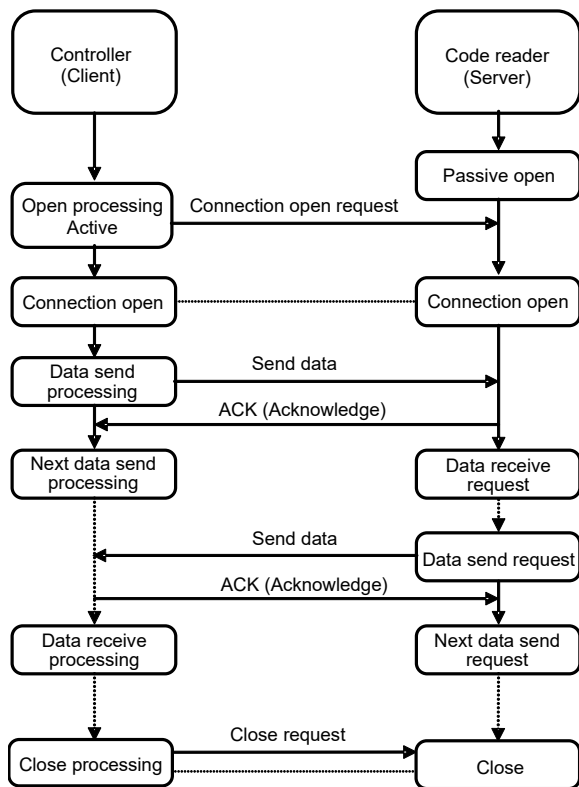 Controller
(Client)
Code reader
(Server)
Passive open
Open processing
Active
Connection open request
Connection open
Connection open
Data send
processing
Send data
ACK (Acknowledge)
Next data send
processing
Data receive
request
Send data
Data send request
ACK (Acknowledge)
Data receive
processing
Next data send
request
Close request
Close processing
Close